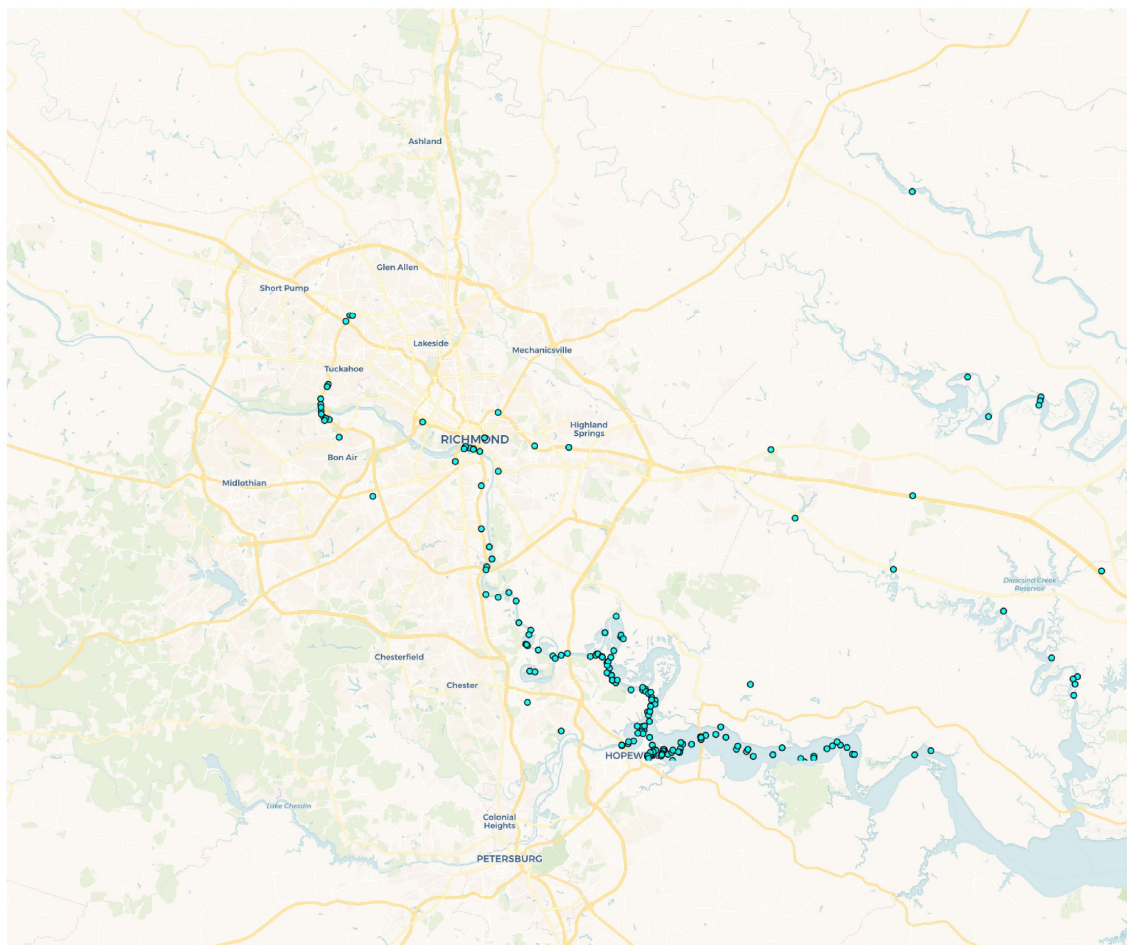 Ashland
Glen Allen
Short Pump
Lakeside
Mechanicsville
Tuckahoe
Highland
Springs
RICHMOND
Bon Air
Midlothian
Diascund Creek
Reservoir
Chesterfield
Chester
HOPEW
Lake Chesdin
Colonial
Heights
PETERSBURG